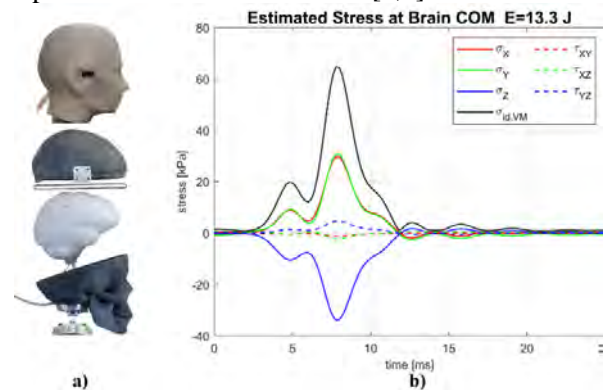 Estimated Stress at Brain COM E=13.3 J
80
60
40
20
0
-20
-40
stress [kPa]
σX
σY
σZ
σid.VM
τXY
τXZ
τYZ
0 5 10 15 20 25
time [ms]
a) b)